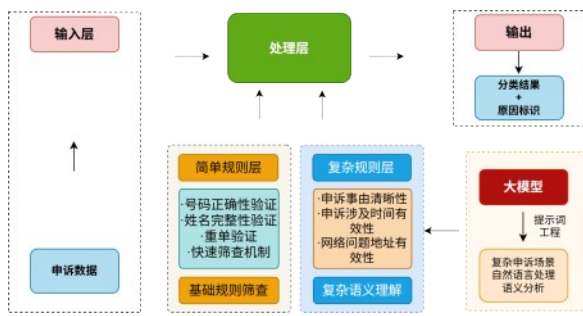 输入层
处理层
输出
分类结果
+
原因标识
简单规则层
复杂规则层
·号码正确性验证
·姓名完整性验证
·重单验证
·快速筛查机制
·申诉事由清晰性
·申诉涉及时间有
效性
·网络问题地址有
效性
大模型
提示词
工程
申诉数据
基础规则筛查
复杂语义理解
复杂申诉场景
自然语言处理
语义分析